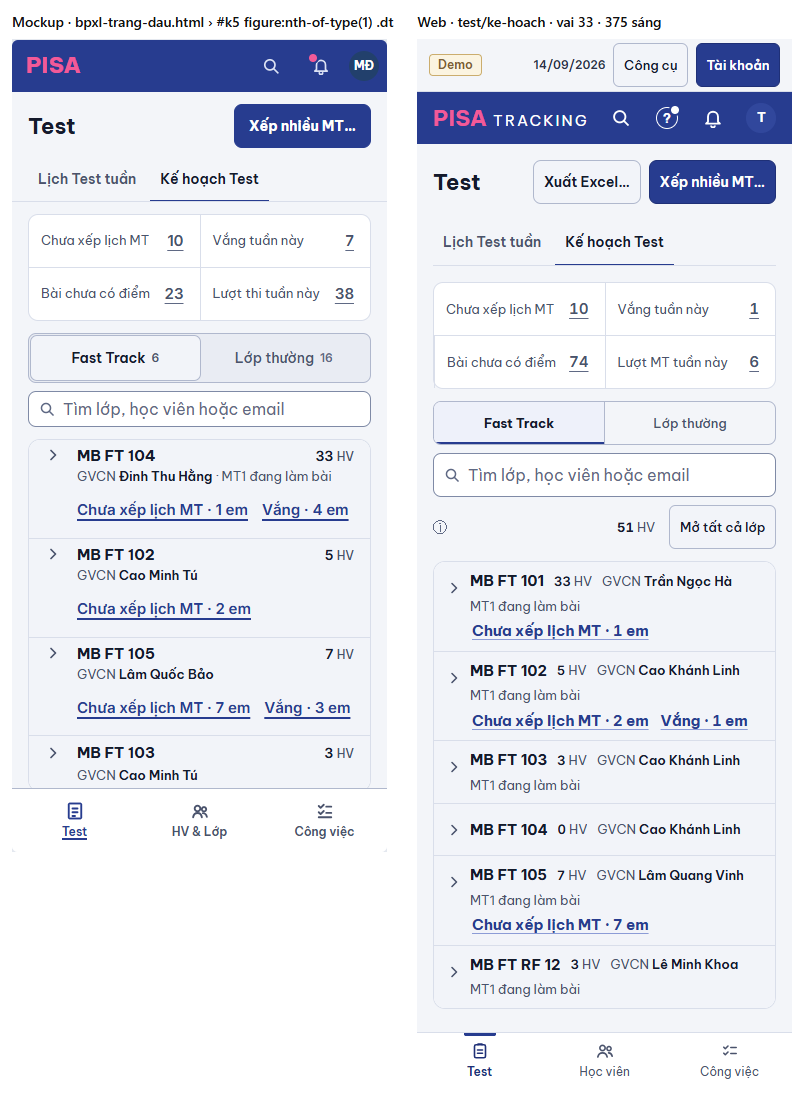 Mockup · bpxl-trang-dau.html › #k5 figure:nth-of-type(1) .dt
PISA
MĐ
Test
Xếp nhiều MT...
Lịch Test tuần
Kế hoạch Test
Chưa xếp lịch MT 10
Vắng tuần này 7
Bài chưa có điểm 23
Lượt thi tuần này 38
Fast Track 6
Lớp thường 16
Tìm lớp, học viên hoặc email
MB FT 104
33 HV
GVCN Đinh Thu Hằng · MT1 đang làm bài
Chưa xếp lịch MT · 1 em
Vắng · 4 em
MB FT 102
5 HV
GVCN Cao Minh Tú
Chưa xếp lịch MT · 2 em
MB FT 105
7 HV
GVCN Lâm Quốc Bảo
Chưa xếp lịch MT · 7 em
Vắng · 3 em
MB FT 103
3 HV
GVCN Cao Minh Tú
Test
HV & Lớp
Công việc
Web · test/ke-hoach · vai 33 · 375 sáng
Demo
14/09/2026
Công cụ
Tài khoản
PISA TRACKING
?
T
Test
Xuất Excel...
Xếp nhiều MT...
Lịch Test tuần
Kế hoạch Test
Chưa xếp lịch MT 10
Vắng tuần này 1
Bài chưa có điểm 74
Lượt MT tuần này 6
Fast Track
Lớp thường
Tìm lớp, học viên hoặc email
51 HV
Mở tất cả lớp
MB FT 101 33 HV GVCN Trần Ngọc Hà
MT1 đang làm bài
Chưa xếp lịch MT · 1 em
MB FT 102 5 HV GVCN Cao Khánh Linh
MT1 đang làm bài
Chưa xếp lịch MT · 2 em
Vắng · 1 em
MB FT 103 3 HV GVCN Cao Khánh Linh
MT1 đang làm bài
MB FT 104 0 HV GVCN Cao Khánh Linh
MB FT 105 7 HV GVCN Lâm Quang Vinh
MT1 đang làm bài
Chưa xếp lịch MT · 7 em
MB FT RF 12 3 HV GVCN Lê Minh Khoa
MT1 đang làm bài
Test
Học viên
Công việc